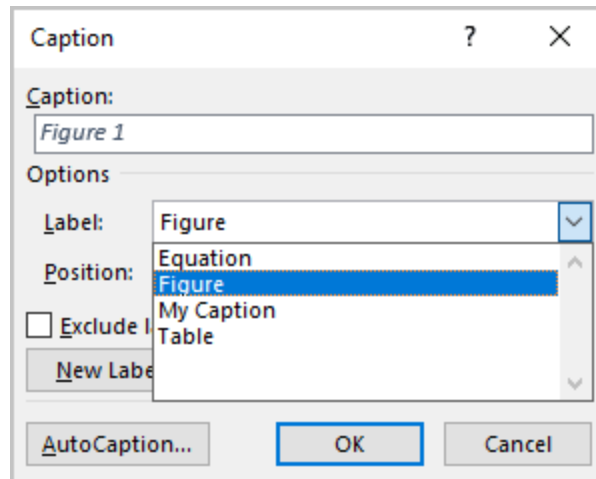 Caption ?
Caption:
Figure 1
Options
Label: Figure
Equation
Position:
Figure
My Caption
Exclude l
Table
New Labe
AutoCaption... OK Cancel